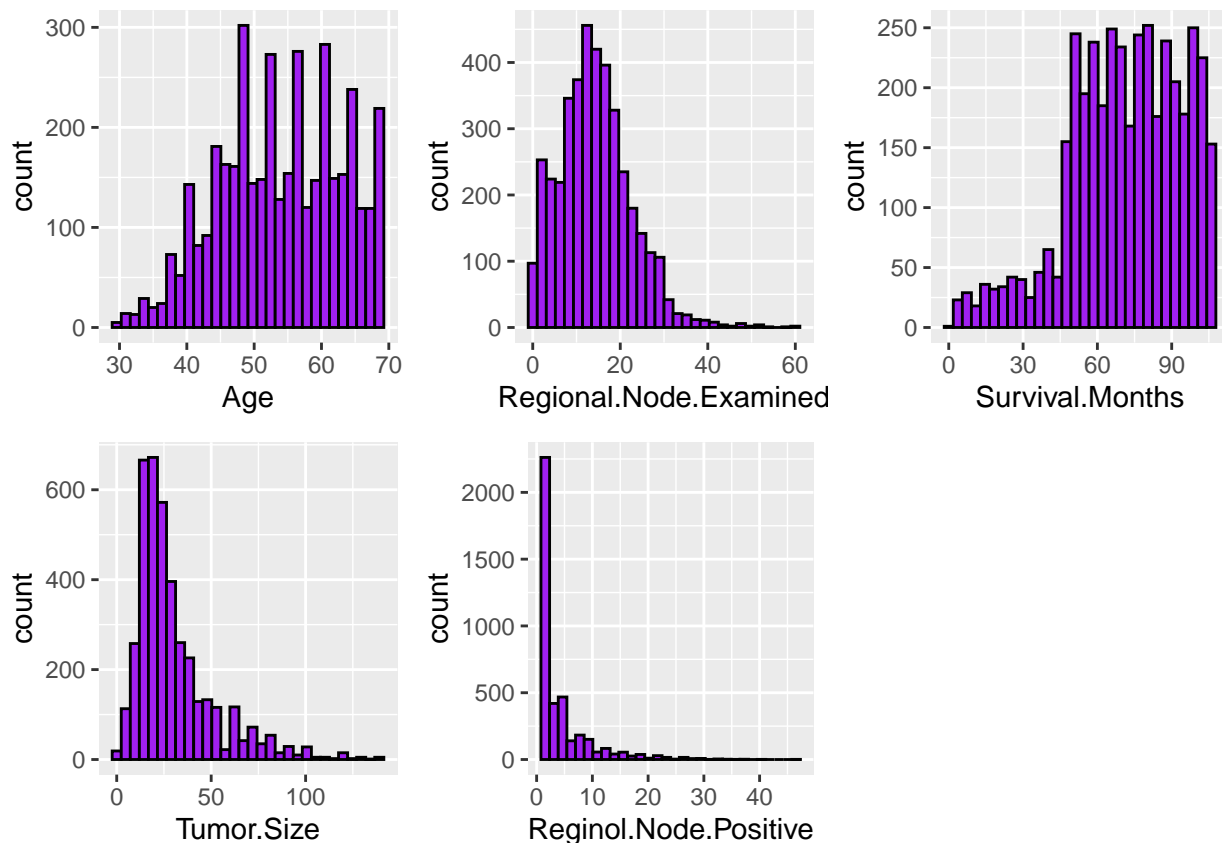 0
100
200
300
30 40 50 60 70
Age
count
0
100
200
300
400
0 20 40 60
Regional.Node.Examined
count
0
50
100
150
200
250
0 30 60 90
Survival.Months
count
0
200
400
600
0 50 100
Tumor.Size
count
0
500
1000
1500
2000
0 10 20 30 40
Reginol.Node.Positive
count